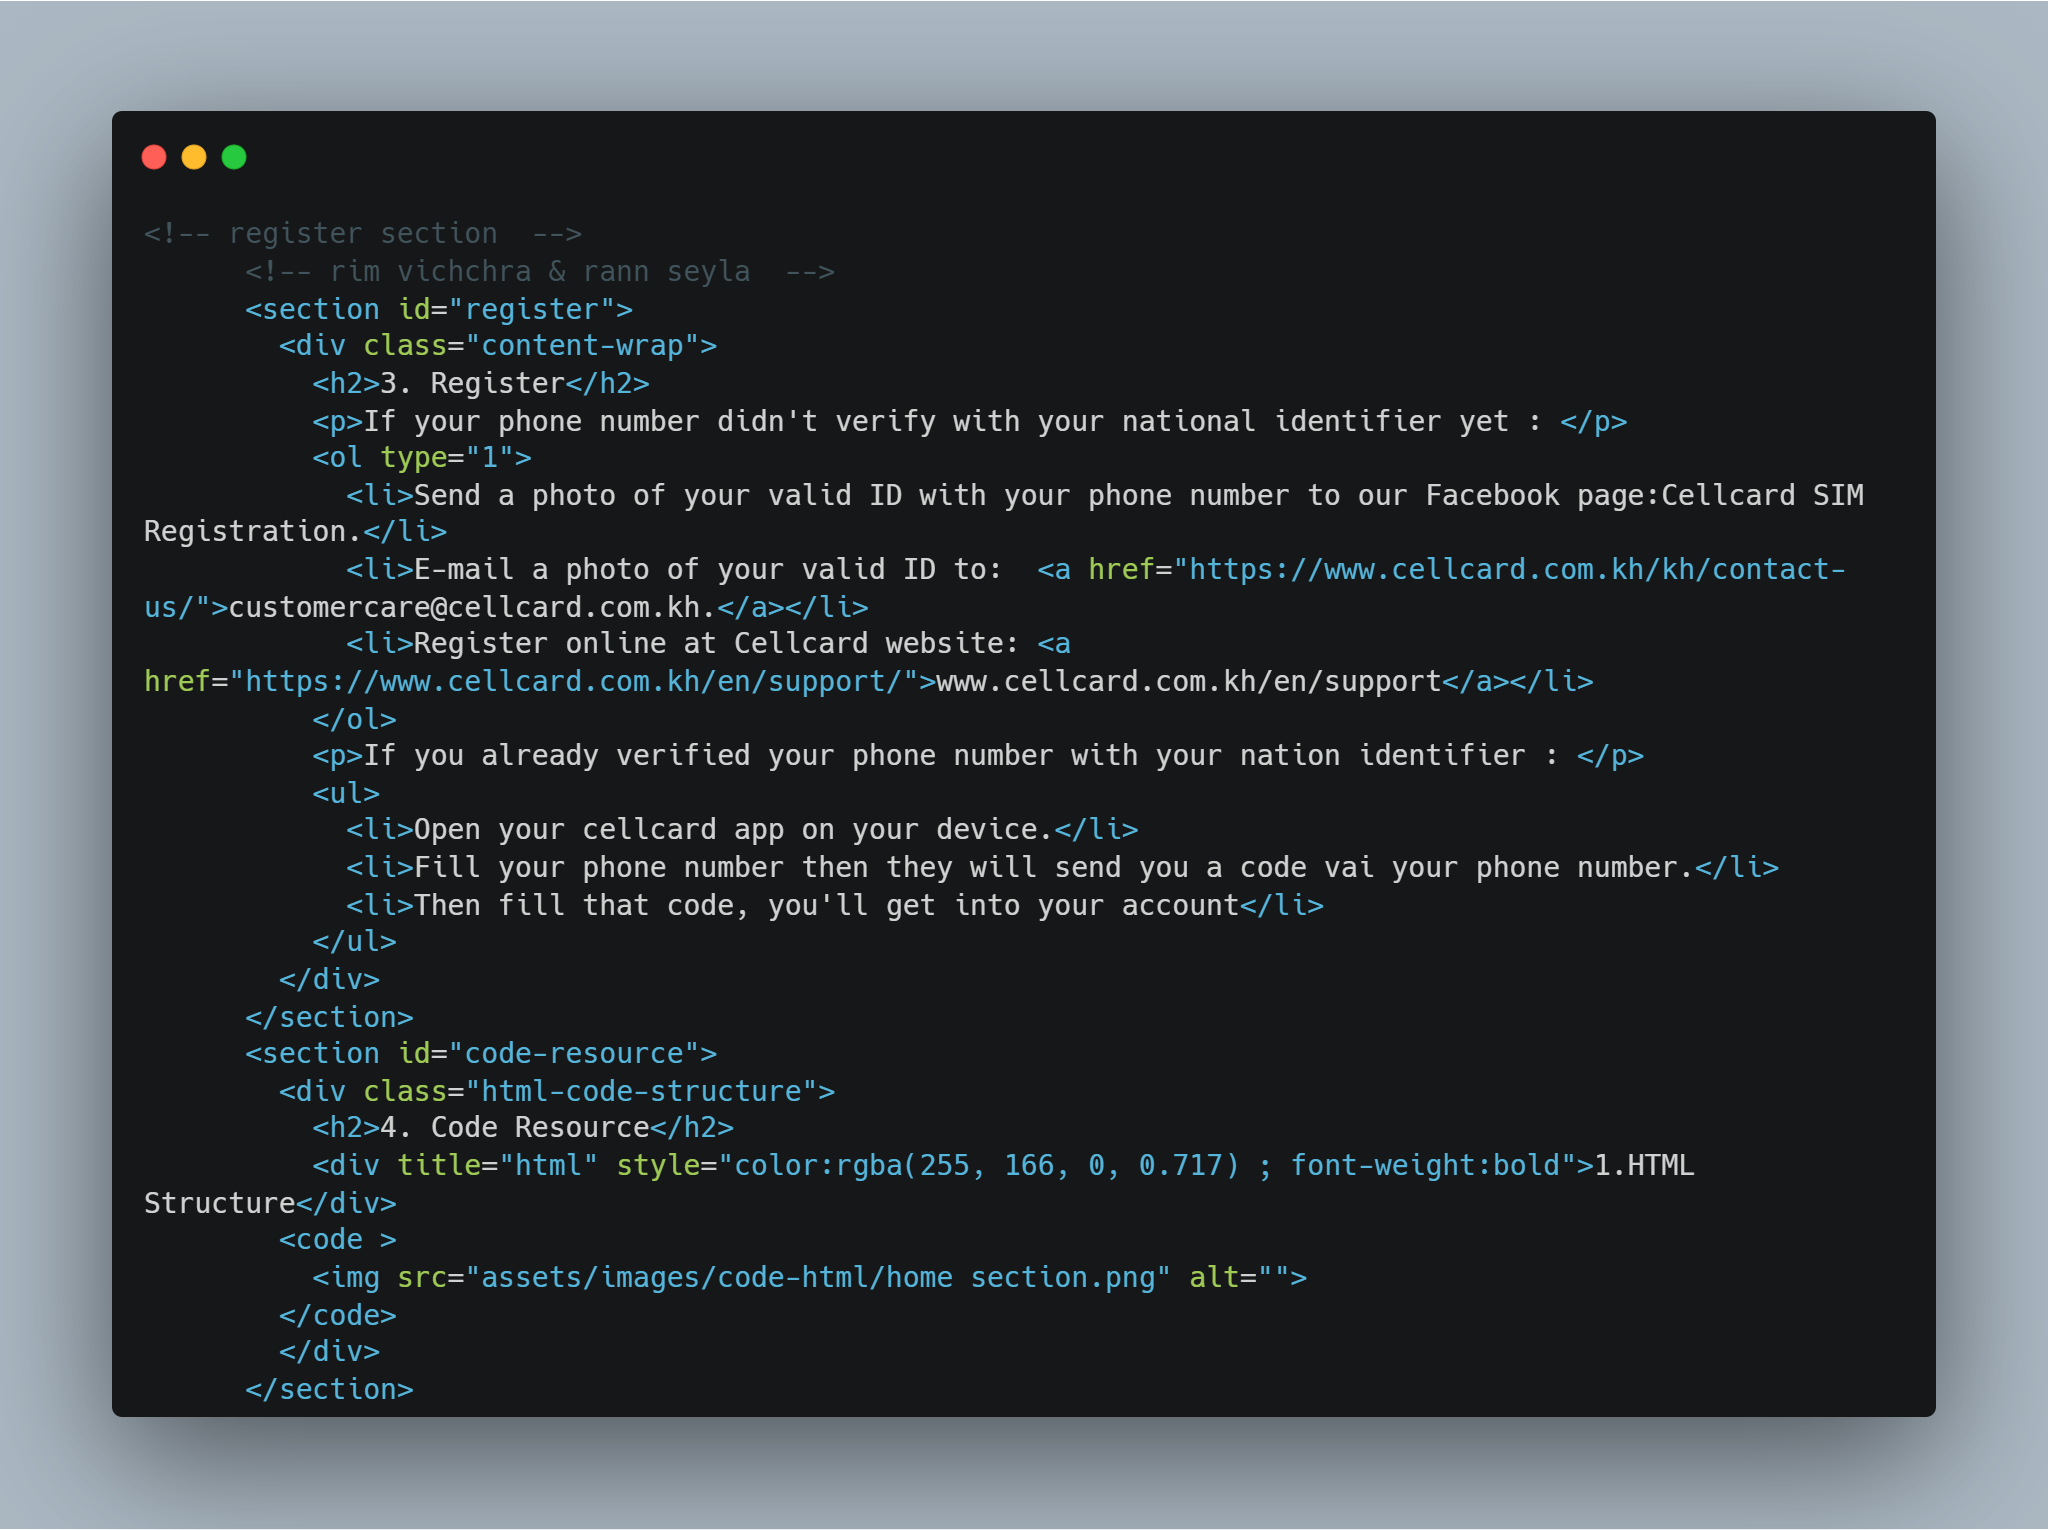 <!-- register section  -->
      <!-- rim vichchra & rann seyla  -->
      <section id="register">
        <div class="content-wrap">
          <h2>3. Register</h2>
          <p>If your phone number didn't verify with your national identifier yet : </p>
          <ol type="1">
            <li>Send a photo of your valid ID with your phone number to our Facebook page:Cellcard SIM
Registration.</li>
            <li>E-mail a photo of your valid ID to:  <a href="https://www.cellcard.com.kh/kh/contact-
us/">customercare@cellcard.com.kh.</a></li>
            <li>Register online at Cellcard website: <a
href="https://www.cellcard.com.kh/en/support/">www.cellcard.com.kh/en/support</a></li>
          </ol>
          <p>If you already verified your phone number with your nation identifier : </p>
          <ul>
            <li>Open your cellcard app on your device.</li>
            <li>Fill your phone number then they will send you a code vai your phone number.</li>
            <li>Then fill that code, you'll get into your account</li>
          </ul>
        </div>
      </section>
      <section id="code-resource">
        <div class="html-code-structure">
          <h2>4. Code Resource</h2>
          <div title="html" style="color:rgba(255, 166, 0, 0.717) ; font-weight:bold">1.HTML
Structure</div>
        <code >
          <img src="assets/images/code-html/home section.png" alt="">
        </code>
        </div>
      </section>